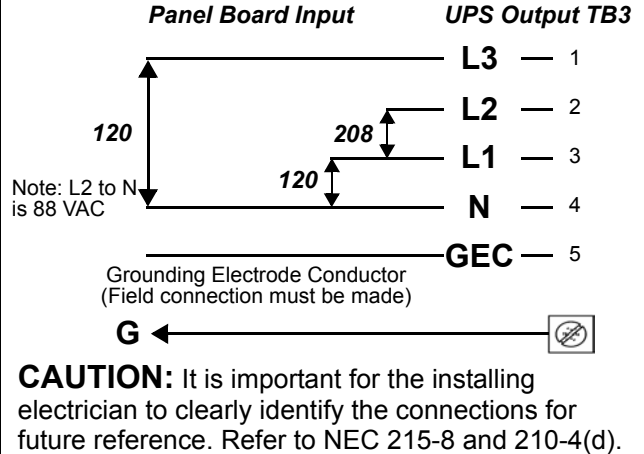 Panel Board Input UPS Output TB3
L3 — 1
L2 — 2
120 208
L1 — 3
120
Note: L2 to N
is 88 VAC
N — 4
GEC — 5
Grounding Electrode Conductor
(Field connection must be made)
G
CAUTION: It is important for the installing
electrician to clearly identify the connections for
future reference. Refer to NEC 215-8 and 210-4(d).